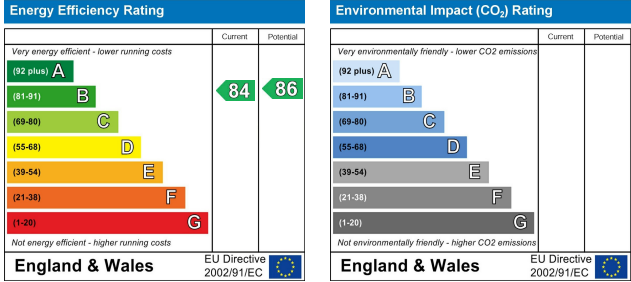 Energy Efficiency Rating
Current Potential
Very energy efficient - lower running costs
(92 plus) A
(81-91) B
(69-80) C
(55-68) D
(39-54) E
(21-38) F
(1-20) G
84
86
Not energy efficient - higher running costs
England & Wales
EU Directive
2002/91/EC
Environmental Impact (CO₂) Rating
Current Potential
Very environmentally friendly - lower CO2 emissions
(92 plus) A
(81-91) B
(69-80) C
(55-68) D
(39-54) E
(21-38) F
(1-20) G
Not environmentally friendly - higher CO2 emissions
England & Wales
EU Directive
2002/91/EC